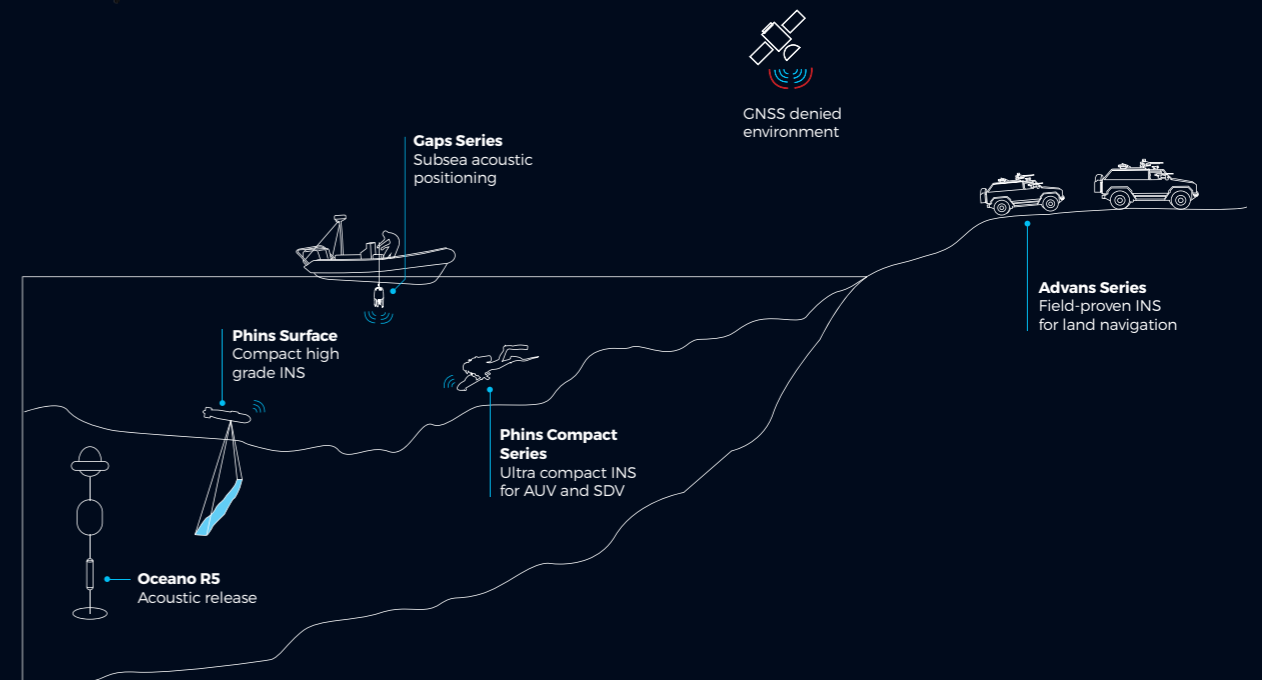 GNSS denied
environment
Gaps Series
Subsea acoustic
positioning
Advans Series
Field-proven INS
for land navigation
Phins Surface
Compact high
grade INS
Phins Compact
Series
Ultra compact INS
for AUV and SDV
Oceano R5
Acoustic release